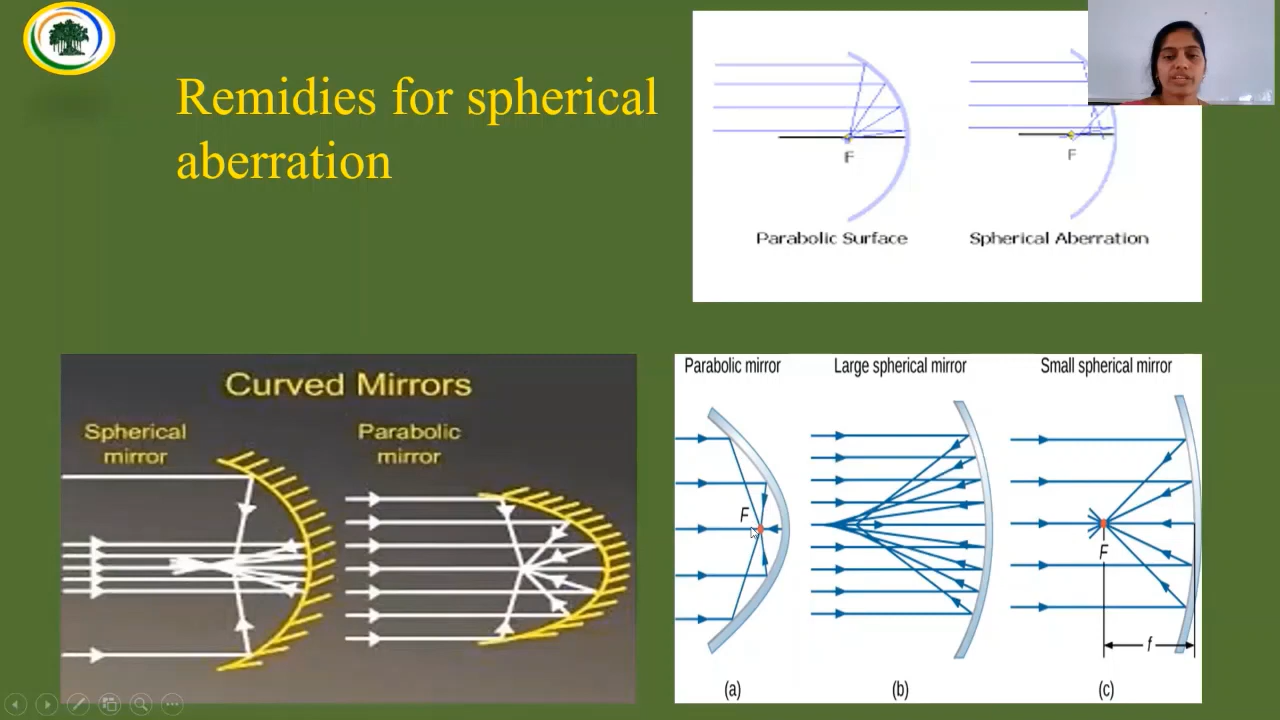 Remidies for spherical
aberration
F
F
Parabolic Surface
Spherical Aberration
Curved Mirrors
Spherical
mirror
Parabolic
mirror
Parabolic mirror
Large spherical mirror
Small spherical mirror
F
F
f
(a)
(b)
(c)